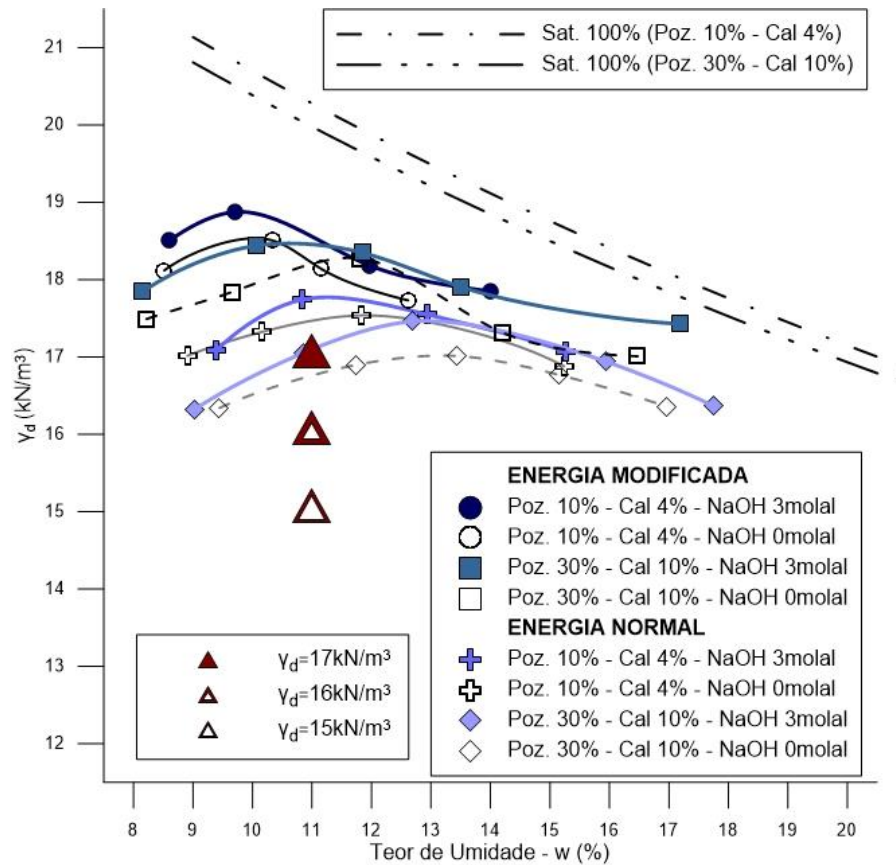 Sat. 100% (Poz. 10% - Cal 4%)
Sat. 100% (Poz. 30% - Cal 10%)
21
20
19
18
17
16
15
14
13
12
γd (kN/m³)
ENERGIA MODIFICADA
Poz. 10% - Cal 4% - NaOH 3molal
Poz. 10% - Cal 4% - NaOH 0molal
Poz. 30% - Cal 10% - NaOH 3molal
Poz. 30% - Cal 10% - NaOH 0molal
ENERGIA NORMAL
Poz. 10% - Cal 4% - NaOH 3molal
Poz. 10% - Cal 4% - NaOH 0molal
Poz. 30% - Cal 10% - NaOH 3molal
Poz. 30% - Cal 10% - NaOH 0molal
γd=17kN/m³
γd=16kN/m³
γd=15kN/m³
8 9 10 11 12 13 14 15 16 17 18 19 20
Teor de Umidade - w (%)